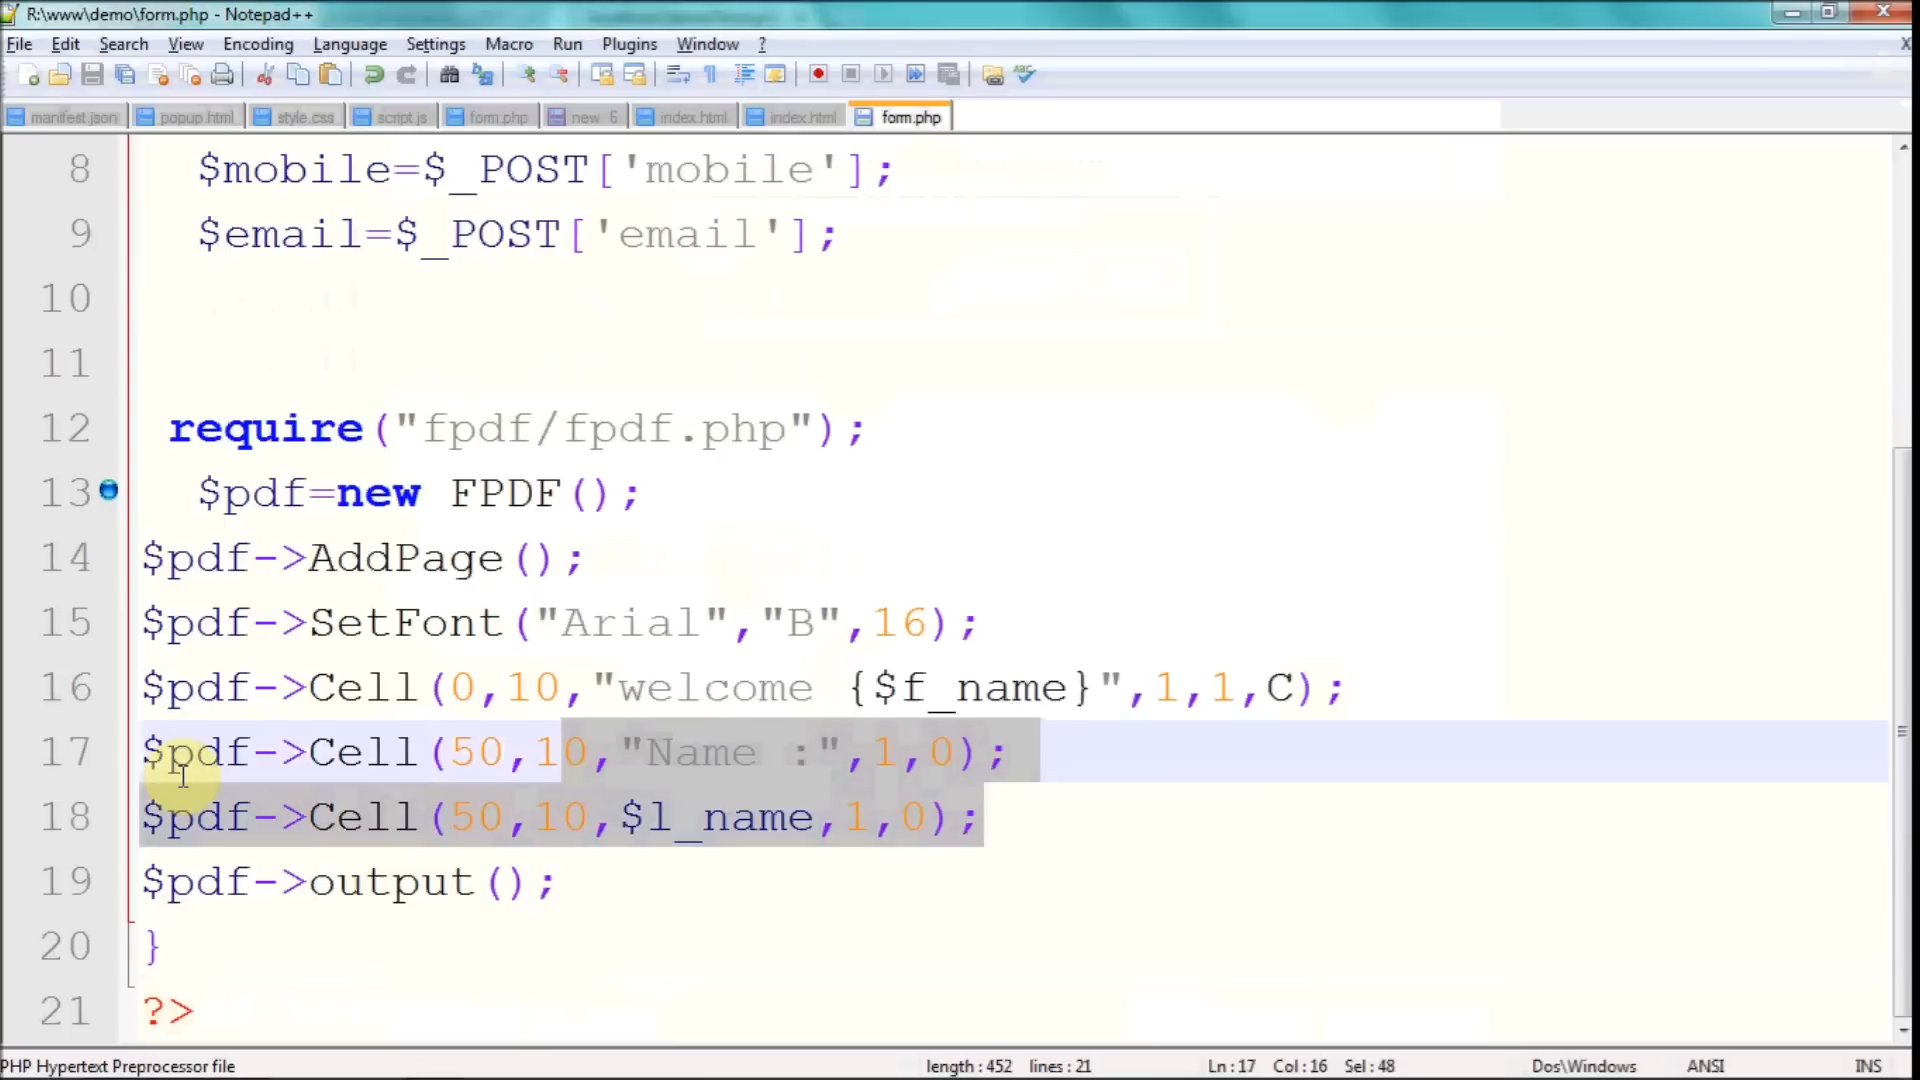 R:\www\demo\form.php - Notepad++
File Edit Search View Encoding Language Settings Macro Run Plugins Window ? X
manifest.json popup.html style.css script.js form.php new 6 index.html index.html form.php
8 $mobile=$_POST['mobile'];
9 $email=$_POST['email'];
10
11
12 require("fpdf/fpdf.php");
13 $pdf=new FPDF();
14 $pdf->AddPage();
15 $pdf->SetFont("Arial","B",16);
16 $pdf->Cell(0,10,"welcome {$f_name}",1,1,C);
17 $pdf->Cell(50,10,"Name :",1,0);
18 $pdf->Cell(50,10,$l_name,1,0);
19 $pdf->output();
20 }
21 ?>
PHP Hypertext Preprocessor file length : 452 lines : 21 Ln : 17 Col : 16 Sel : 48 Dos\Windows ANSI INS